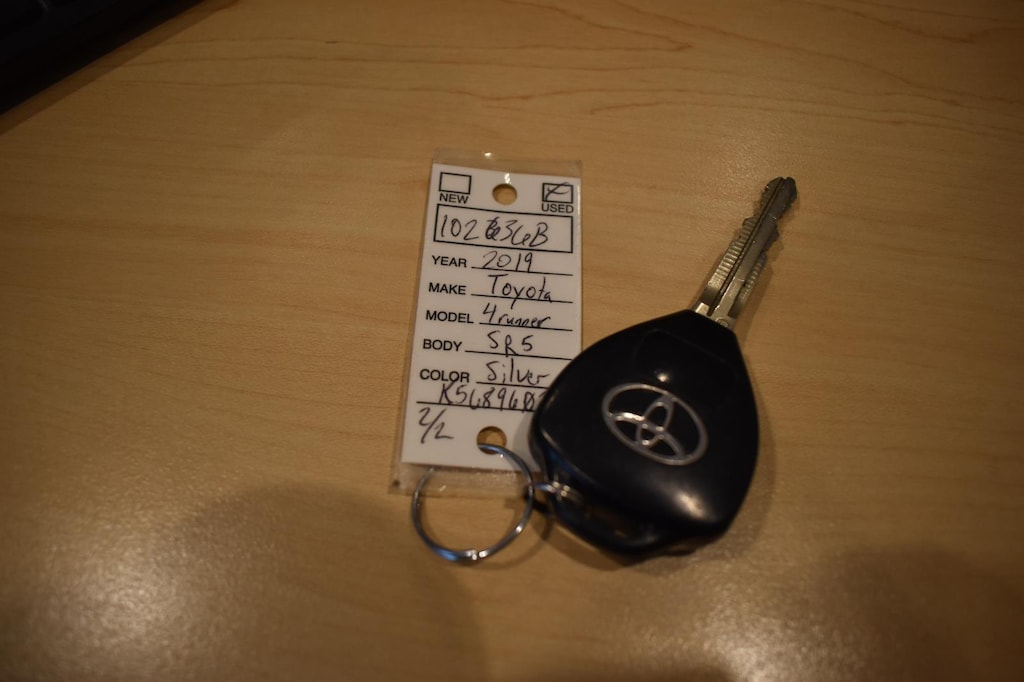 NEW USED
YEAR 2019
MAKE Toyota
MODEL 4runner
BODY SR5
COLOR Silver
2/2